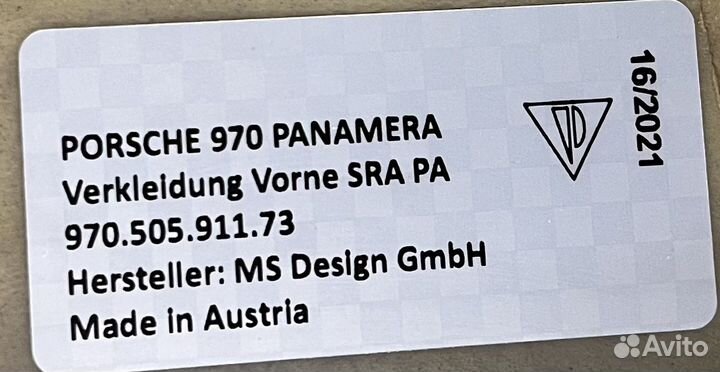 PORSCHE 970 PANAMERA
Verkleidung Vorne SRA PA
970.505.911.73
Hersteller: MS Design GmbH
Made in Austria
16/2021
Avito